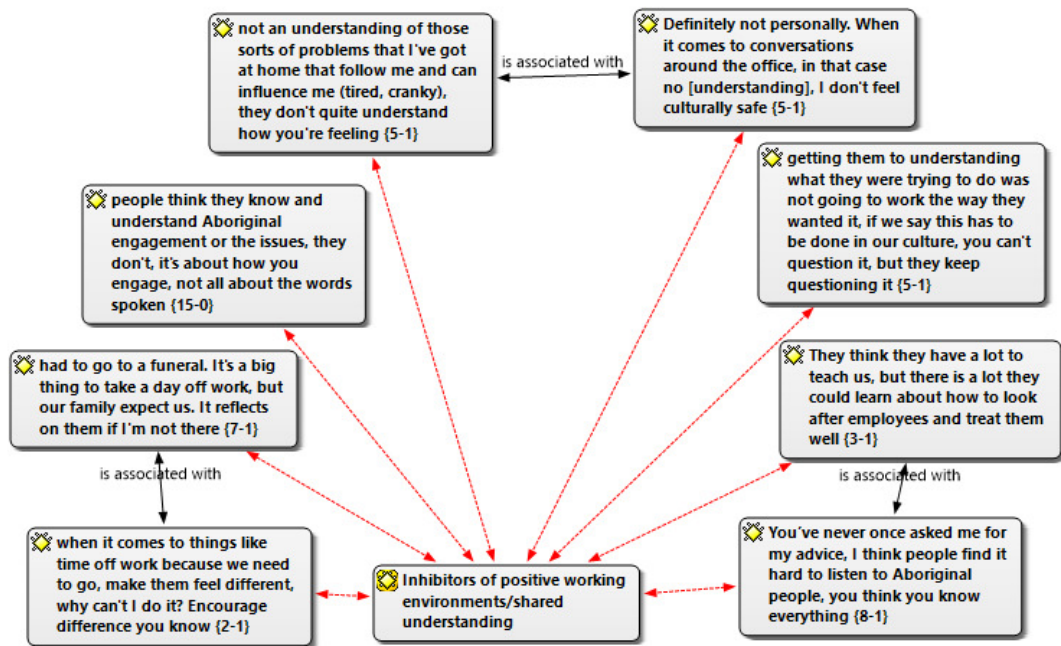 not an understanding of those
sorts of problems that I've got
at home that follow me and can
influence me (tired, cranky),
they don't quite understand
how you're feeling {5-1}
is associated with
Definitely not personally. When
it comes to conversations
around the office, in that case
no [understanding], I don't feel
culturally safe {5-1}
getting them to understanding
what they were trying to do was
not going to work the way they
wanted it, if we say this has to
be done in our culture, you can't
question it, but they keep
questioning it {5-1}
people think they know and
understand Aboriginal
engagement or the issues, they
don't, it's about how you
engage, not all about the words
spoken {15-0}
had to go to a funeral. It's a big
thing to take a day off work, but
our family expect us. It reflects
on them if I'm not there {7-1}
They think they have a lot to
teach us, but there is a lot they
could learn about how to look
after employees and treat them
well {3-1}
is associated with
is associated with
when it comes to things like
time off work because we need
to go, make them feel different,
why can't I do it? Encourage
difference you know {2-1}
Inhibitors of positive working
environments/shared
understanding
You've never once asked me for
my advice, I think people find it
hard to listen to Aboriginal
people, you think you know
everything {8-1}